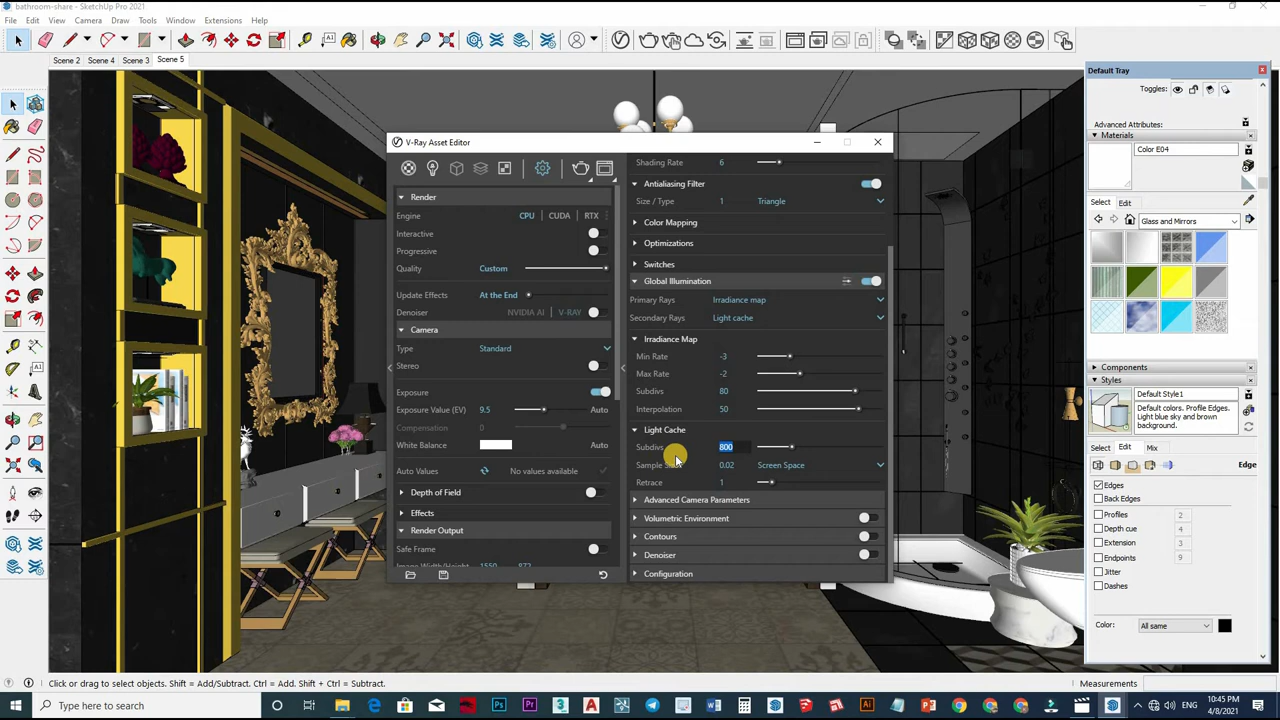 bathroom-share - SketchUp Pro 2021
File Edit View Camera Draw Tools Window Extensions Help
Scene 2 Scene 4 Scene 3 Scene 5
V-Ray Asset Editor
Render
Engine CPU CUDA RTX
Interactive
Progressive
Quality Custom
Update Effects At the End
Denoiser NVIDIA AI V-RAY
Camera
Type Standard
Stereo
Exposure
Exposure Value (EV) 9.5 Auto
Compensation 0
White Balance Auto
Auto Values No values available
Depth of Field
Effects
Render Output
Safe Frame
Image Width/Height 1550 872
Shading Rate 6
Antialiasing Filter
Size / Type 1 Triangle
Color Mapping
Optimizations
Switches
Global Illumination
Primary Rays Irradiance map
Secondary Rays Light cache
Irradiance Map
Min Rate -3
Max Rate -2
Subdivs 80
Interpolation 50
Light Cache
Subdivs 800
Sample 0.02 Screen Space
Retrace 1
Advanced Camera Parameters
Volumetric Environment
Contours
Denoiser
Configuration
Default Tray
Toggles:
Advanced Attributes:
Materials
Color E04
Select Edit
Glass and Mirrors
Components
Styles
Default Style1
Default colors. Profile Edges. Light sky and brown
Light blue sky and brown
background.
Select Edit Mix
Edge
Edges
Back Edges
Profiles 2
Depth cue 4
Extension 3
Endpoints 9
Jitter
Dashes
Color: All same
Click or drag to select objects. Shift = Add/Subtract. Ctrl = Add. Shift + Ctrl = Subtract.
Measurements
Type here to search
10:45 PM
4/8/2021